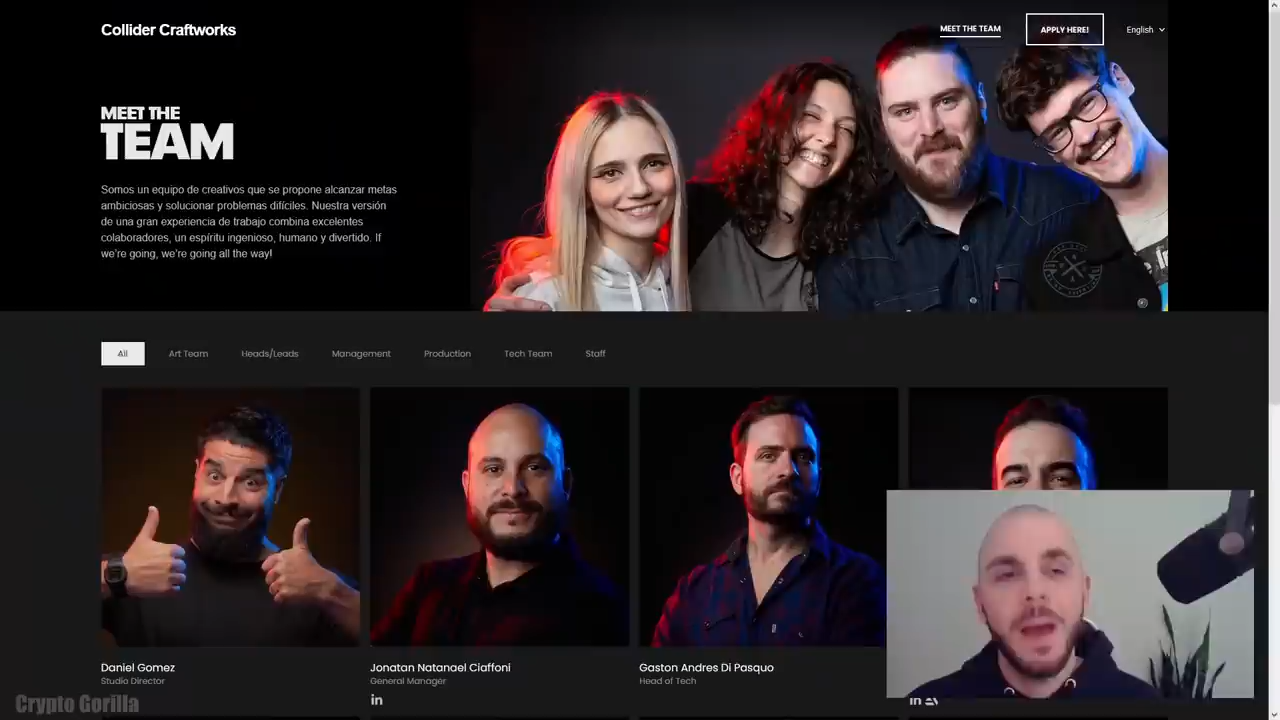 Collider Craftworks
MEET THE TEAM
APPLY HERE!
English
MEET THE
TEAM
Somos un equipo de creativos que se propone alcanzar metas
ambiciosas y solucionar problemas difíciles. Nuestra versión
de una gran experiencia de trabajo combina excelentes
colaboradores, un espíritu ingenioso, humano y divertido. If
we're going, we're going all the way!
All
Art Team
Heads/Leads
Management
Production
Tech Team
Staff
Daniel Gomez
Studio Director
Jonatan Natanael Ciaffoni
General Manager
in
Gaston Andres Di Pasquo
Head of Tech
in
Crypto Gorilla